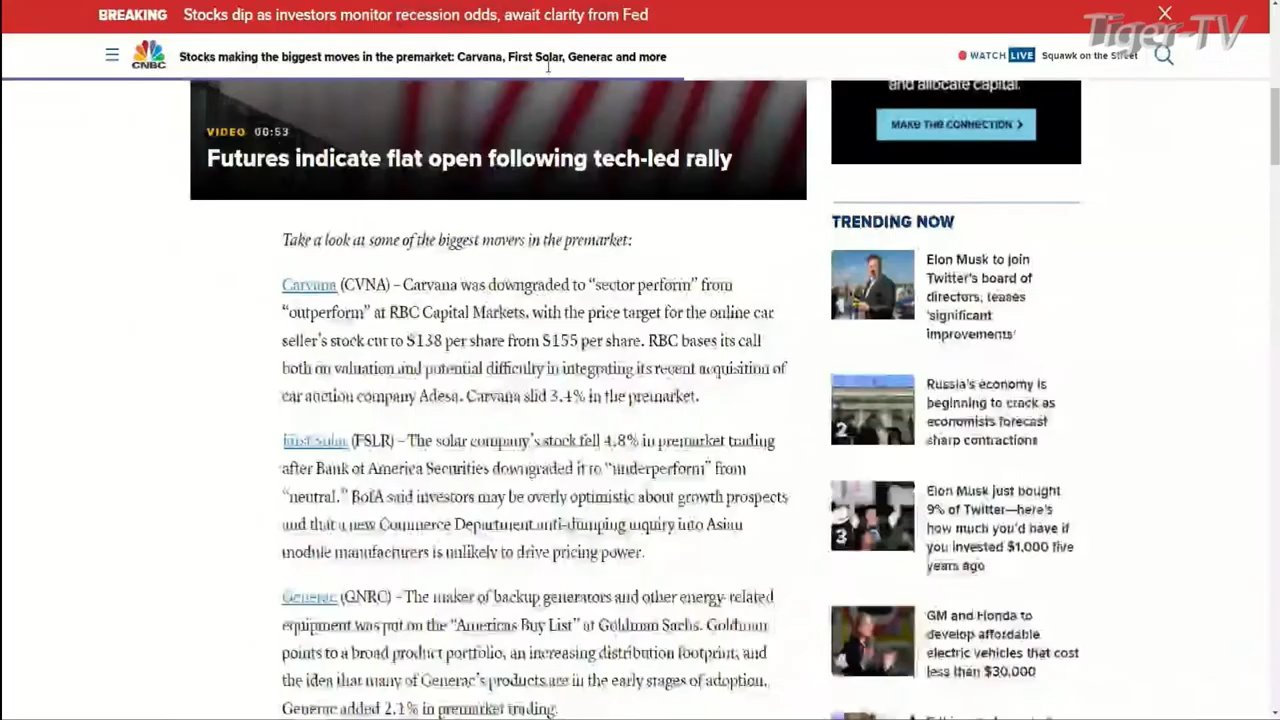 BREAKING Stocks dip as investors monitor recession odds, await clarity from Fed
Tiger-TV
CNBC
Stocks making the biggest moves in the premarket: Carvana, First Solar, Generac and more
WATCH LIVE Squawk on the Street
VIDEO 00:53
Futures indicate flat open following tech-led rally
Take a look at some of the biggest movers in the premarket:
Carvana (CVNA) – Carvana was downgraded to “sector perform” from
“outperform” at RBC Capital Markets, with the price target for the online car
seller’s stock cut to $138 per share from $155 per share. RBC bases its call
both on valuation and potential difficulty in integrating its recent acquisition of
car auction company Adesa. Carvana slid 3.4% in the premarket.
First Solar (FSLR) – The solar company’s stock fell 4.8% in premarket trading
after Bank of America Securities downgraded it to “underperform” from
“neutral.” BofA said investors may be overly optimistic about growth prospects
and that a new Commerce Department anti-dumping inquiry into Asian
module manufacturers is unlikely to drive pricing power.
Generac (GNRC) – The maker of backup generators and other energy-related
equipment was put on the “Americas Buy List” at Goldman Sachs. Goldman
points to a broad product portfolio, an increasing distribution footprint, and
the idea that many of Generac’s products are in the early stages of adoption.
Generac added 2.1% in premarket trading.
and allocate capital.
MAKE THE CONNECTION
TRENDING NOW
Elon Musk to join
Twitter’s board of
directors, teases
‘significant
improvements’
2
Russia’s economy is
beginning to crack as
economists forecast
sharp contractions
3
Elon Musk just bought
9% of Twitter—here’s
how much you’d have if
you invested $1,000 five
years ago
GM and Honda to
develop affordable
electric vehicles that cost
less than $30,000